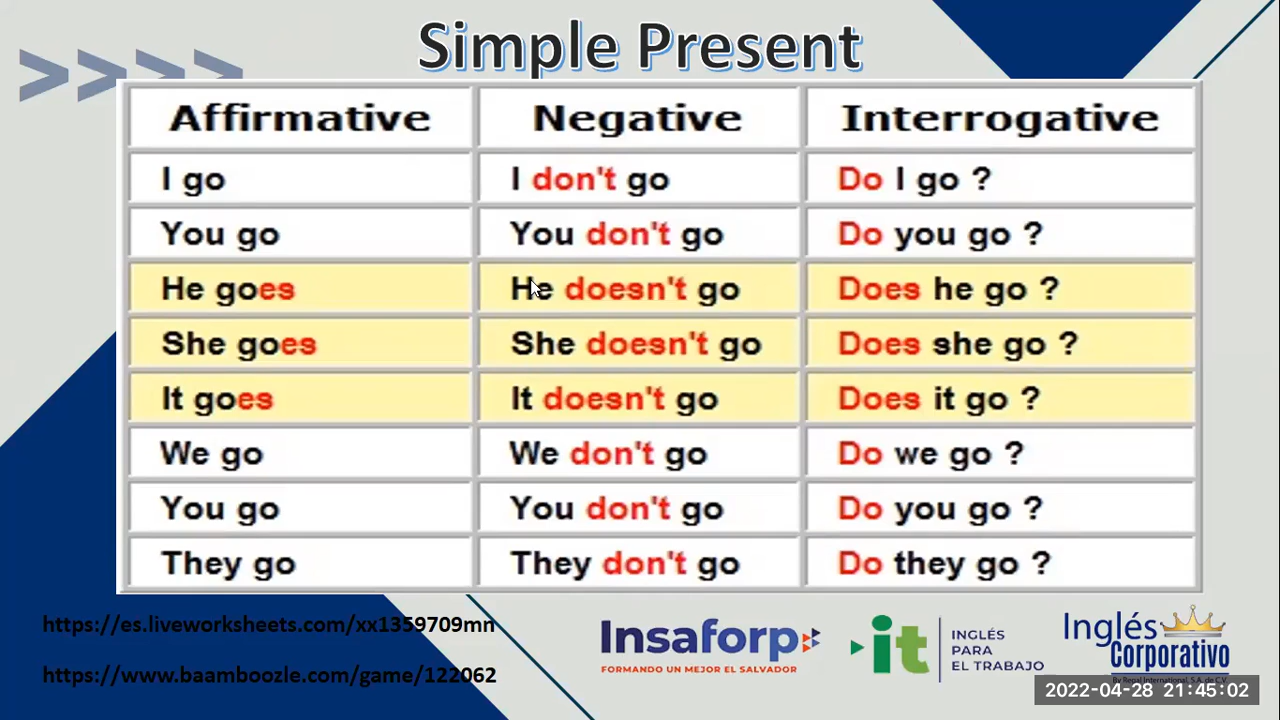 Simple Present
>>>>
Affirmative Negative Interrogative
I go I don't go Do I go ?
You go You don't go Do you go ?
He goes He doesn't go Does he go ?
She goes She doesn't go Does she go ?
It goes It doesn't go Does it go ?
We go We don't go Do we go ?
You go You don't go Do you go ?
They go They don't go Do they go ?
https://es.liveworksheets.com/xx1359709mn
https://www.baamboozle.com/game/122062
Insaforp
FORMANDO UN MEJOR EL SALVADOR
it
INGLÉS
PARA
EL TRABAJO
Inglés
Corporativo
By Repal International, S.A. de C.V.
2022-04-28 21:45:02